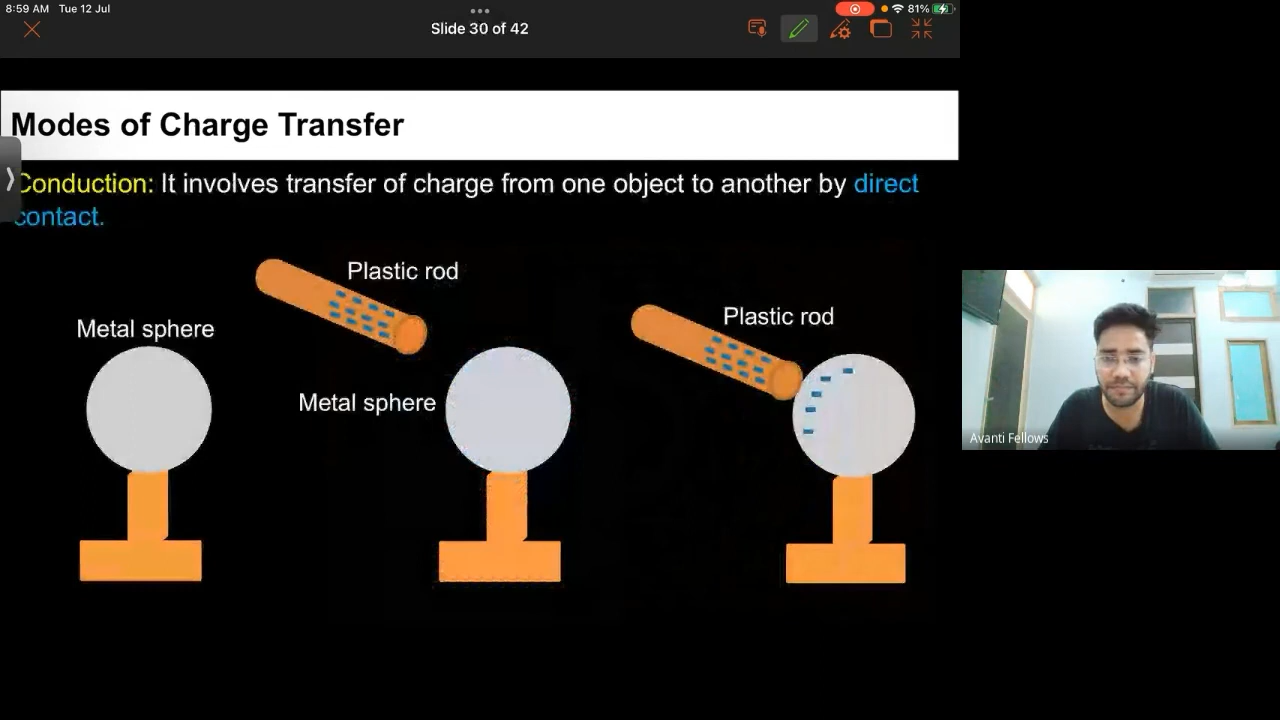 8:59 AM Tue 12 Jul
81%
Slide 30 of 42
Modes of Charge Transfer
Conduction: It involves transfer of charge from one object to another by direct
contact.
Plastic rod
Plastic rod
Metal sphere
Metal sphere
Avanti Fellows